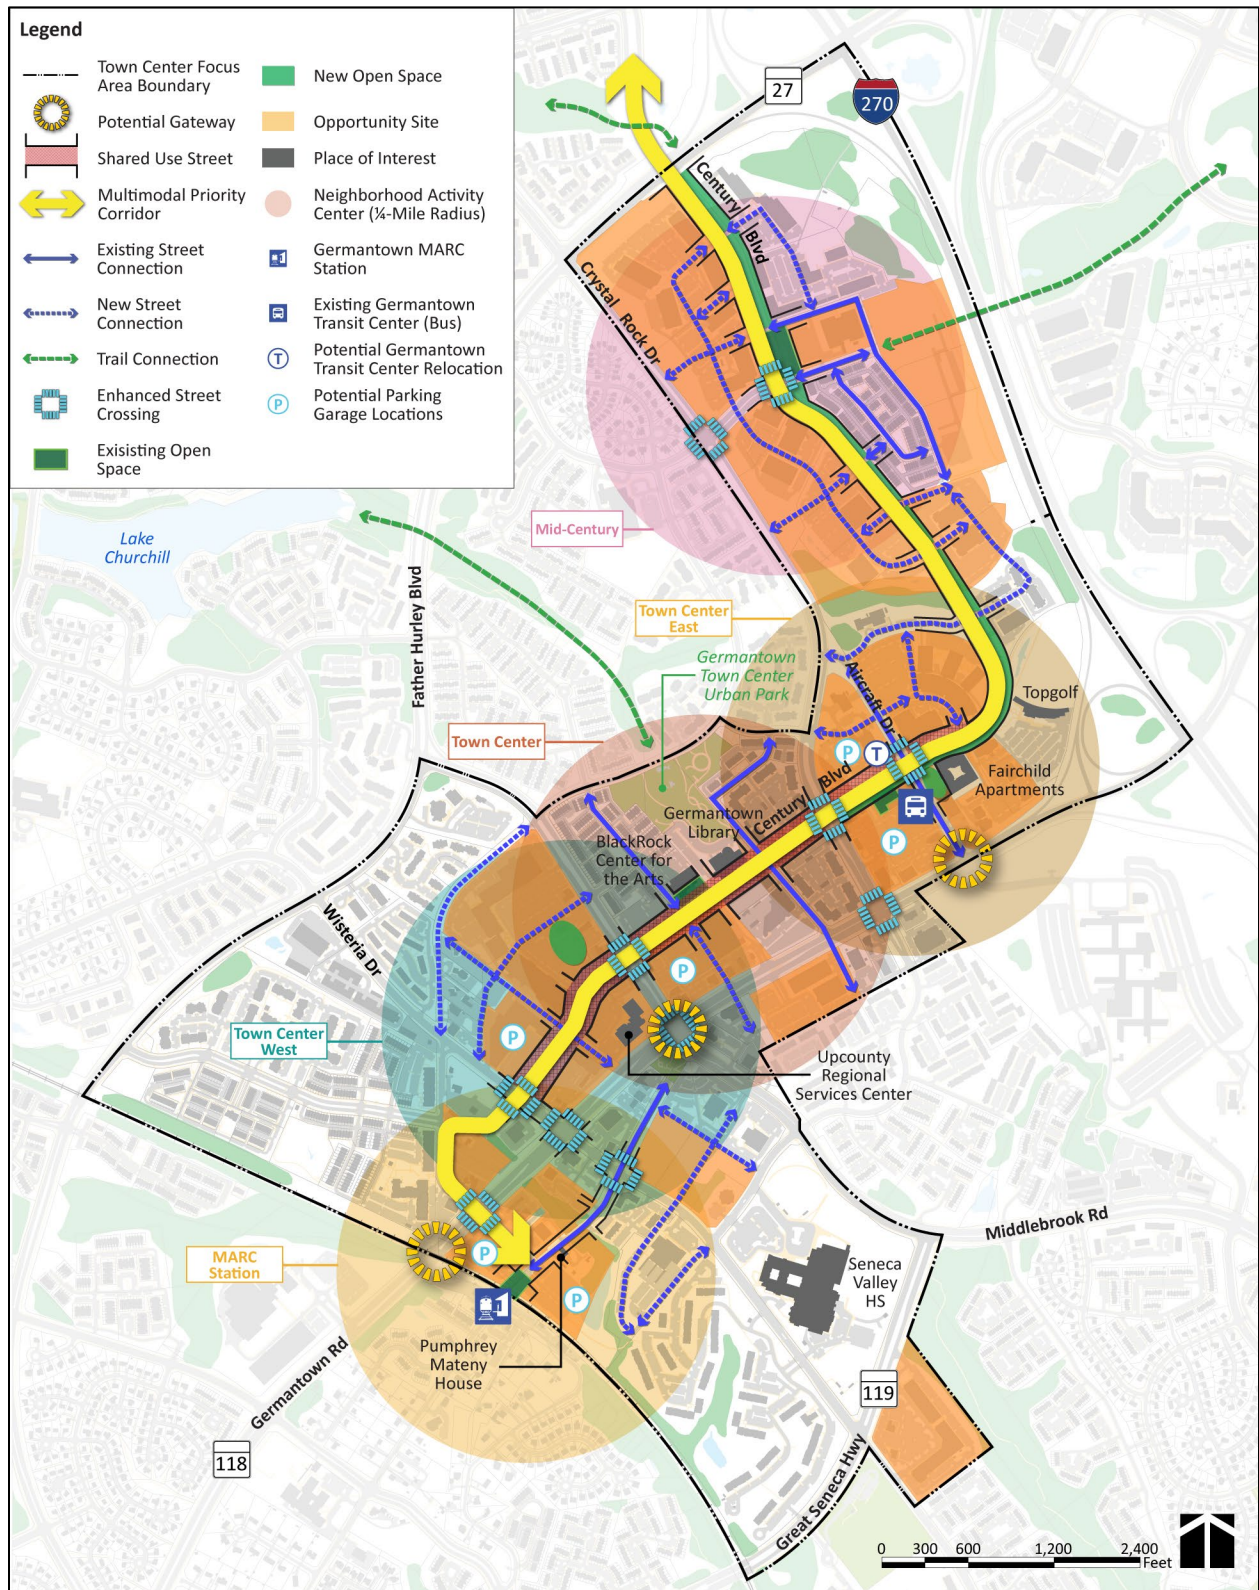 Legend
Town Center Focus
Area Boundary
Potential Gateway
Shared Use Street
Multimodal Priority
Corridor
Existing Street
Connection
New Street
Connection
Trail Connection
Enhanced Street
Crossing
Exisisting Open
Space
New Open Space
Opportunity Site
Place of Interest
Neighborhood Activity
Center (¼-Mile Radius)
Germantown MARC
Station
Existing Germantown
Transit Center (Bus)
T
Potential Germantown
Transit Center Relocation
P
Potential Parking
Garage Locations
27
270
Century
Blvd
Crystal Rock Dr
Lake
Churchill
Mid-Century
Father Hurley Blvd
Town Center
East
Germantown
Town Center
Urban Park
Aircraft Dr
Topgolf
Town Center
P
T
Fairchild
Apartments
Century Blvd
Germantown
Library
BlackRock
Center for
the Arts
P
Wisteria Dr
P
Town Center
West
P
Upcounty
Regional
Services Center
Middlebrook Rd
MARC
Station
P
Seneca
Valley
HS
P
Pumphrey
Mateny
House
Germantown Rd
119
118
Great Seneca Hwy
0 300 600 1,200 2,400
Feet